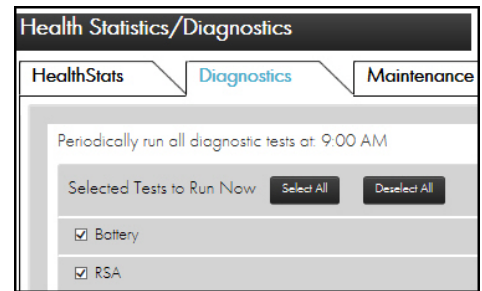 Health Statistics/Diagnostics
HealthStats Diagnostics Maintenance
Periodically run all diagnostic tests at: 9:00 AM
Selected Tests to Run Now Select All Deselect All
Battery
RSA